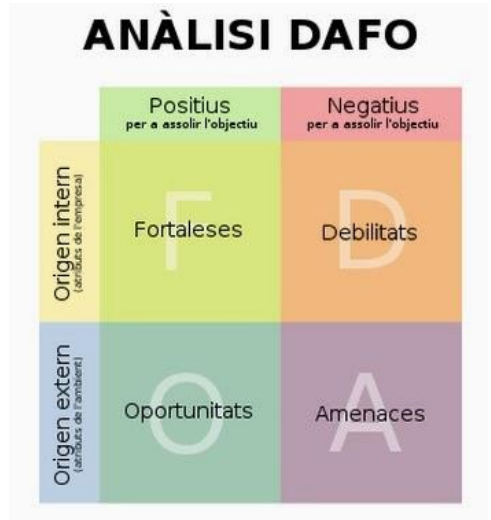 ANÀLISI DAFO
Positius
per a assolir l'objectiu
Negatius
per a assolir l'objectiu
Origen intern
(atributs de l'empresa)
F
Fortaleses
D
Debilitats
Origen extern
(atributs de l'ambient)
O
Oportunitats
A
Amenaces